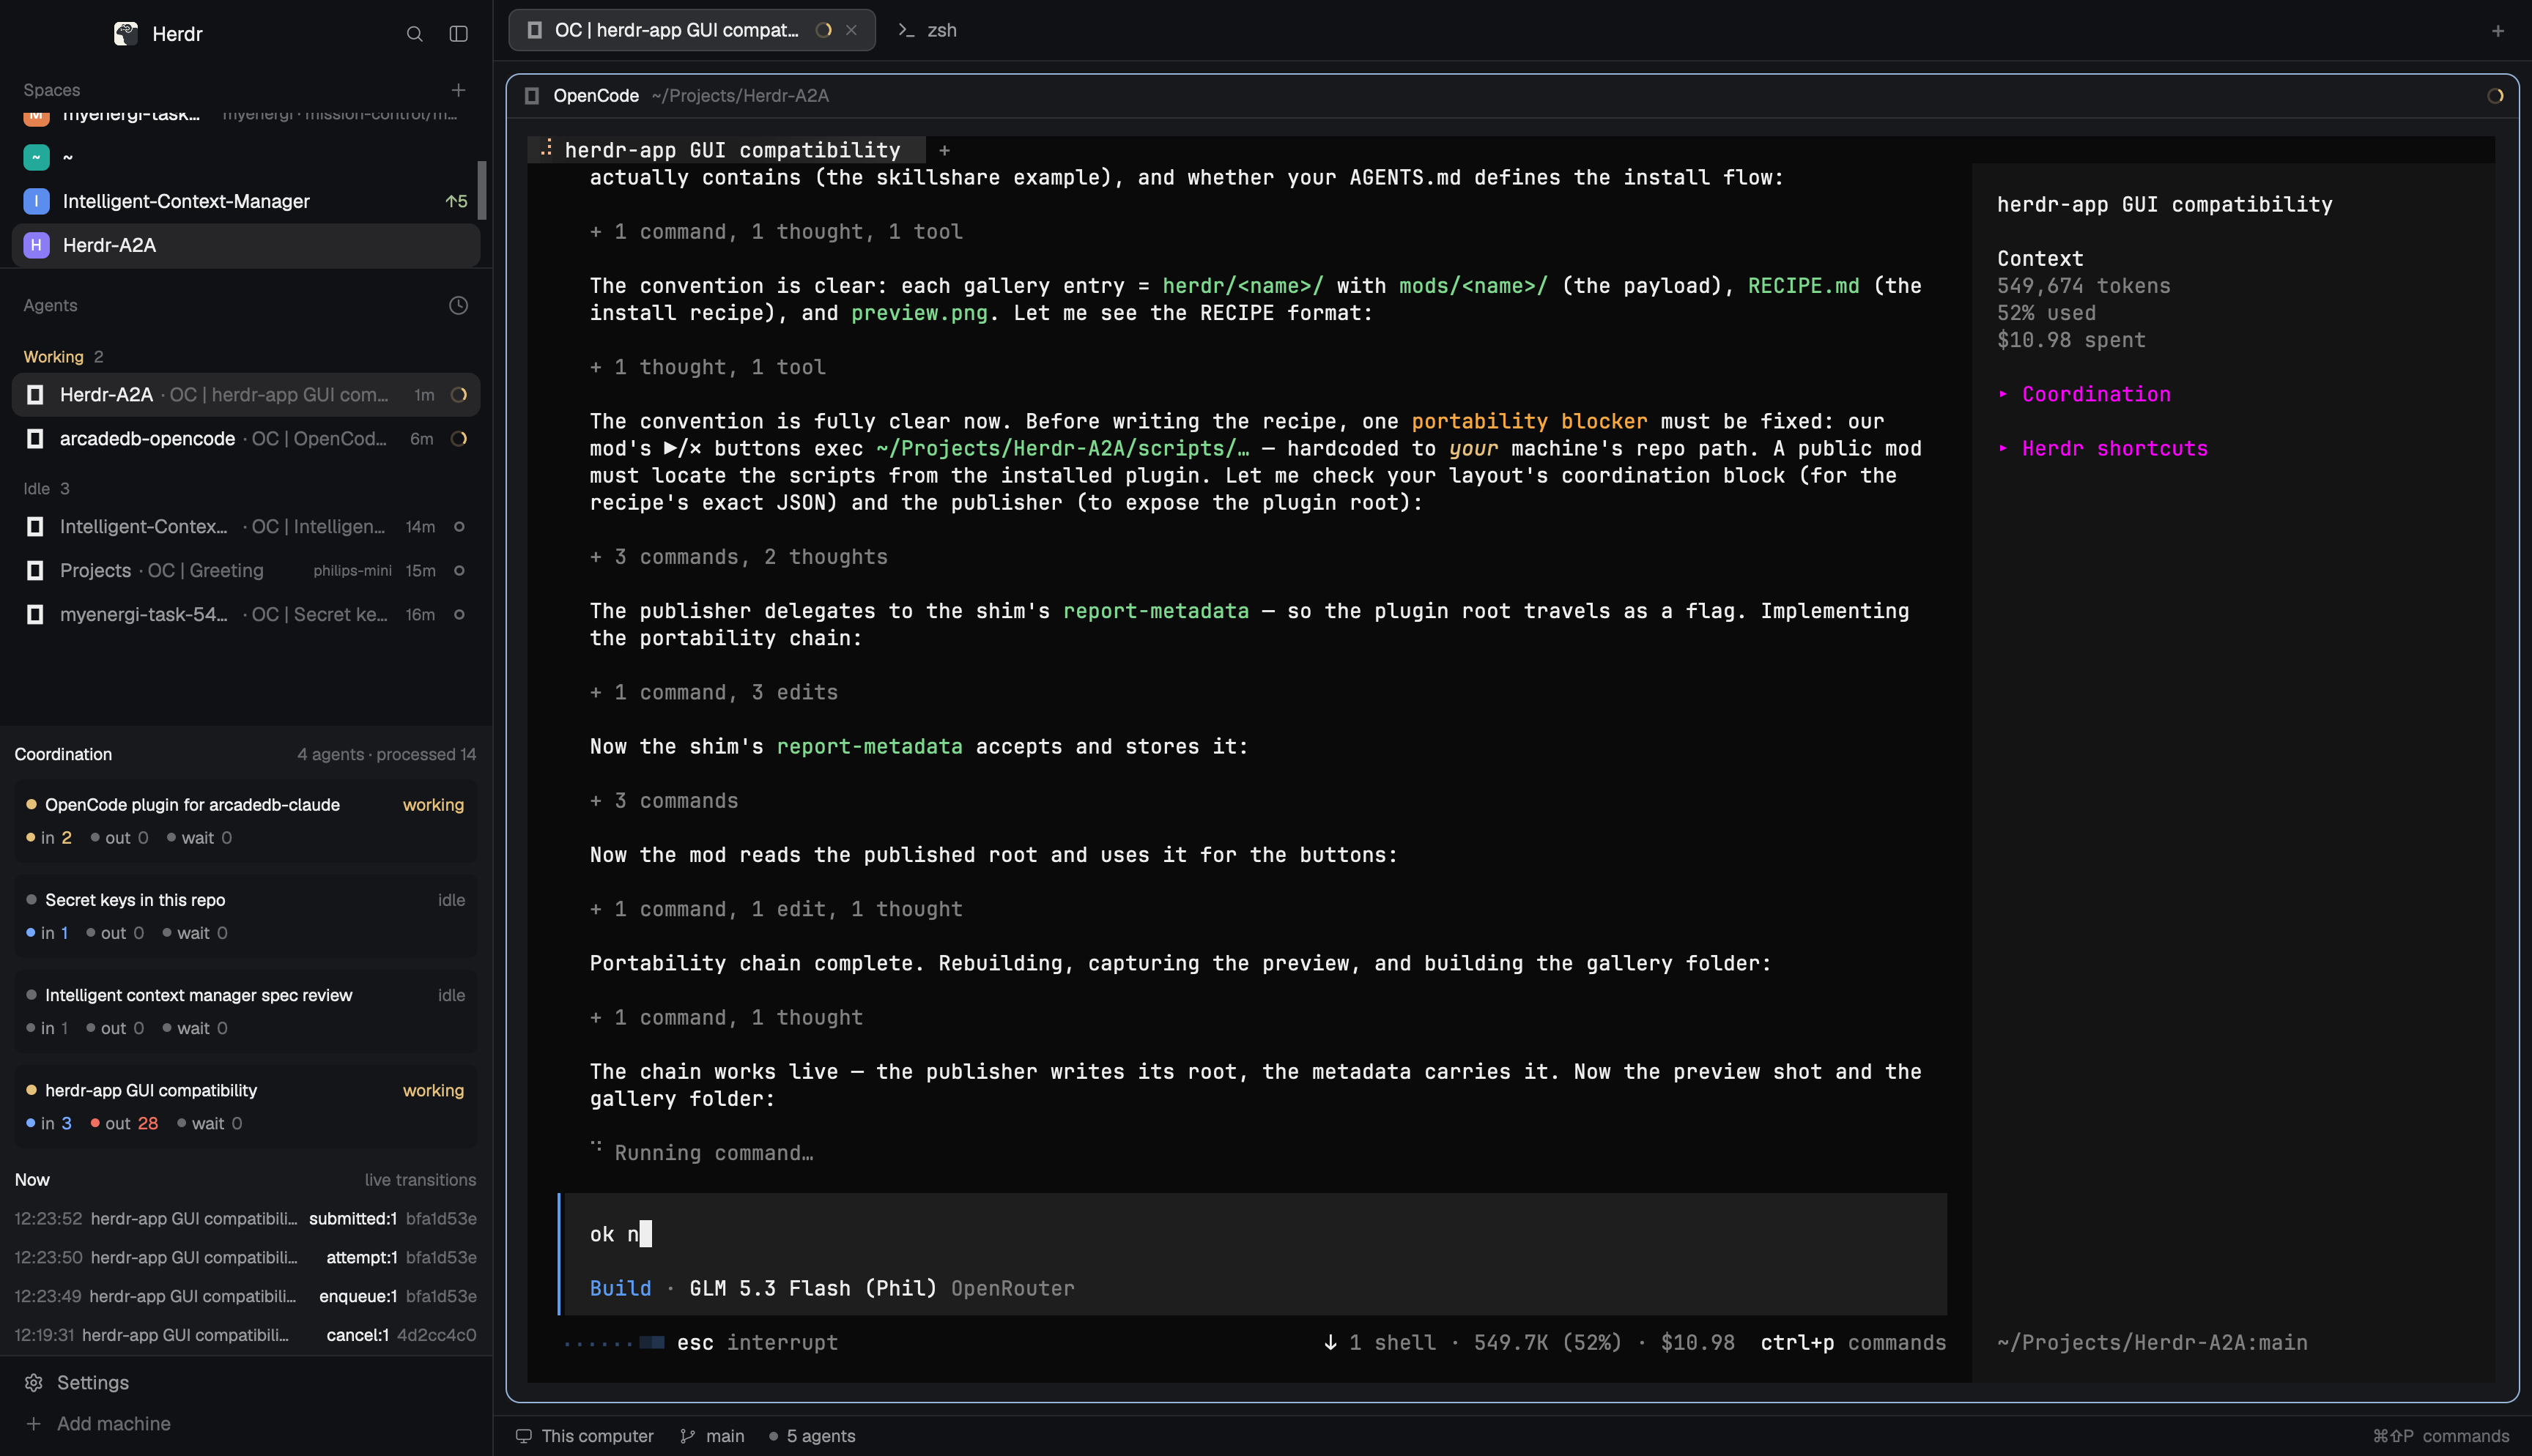 Herdr
Spaces
myenergi-task... myenergi · mission-control/m...
~ ~
I Intelligent-Context-Manager ↑5
H Herdr-A2A
Agents
Working 2
Herdr-A2A · OC | herdr-app GUI com... 1m
arcadedb-opencode · OC | OpenCod... 6m
Idle 3
Intelligent-Contex... · OC | Intelligen... 14m
Projects · OC | Greeting philips-mini 15m
myenergi-task-54... · OC | Secret ke... 16m
Coordination 4 agents · processed 14
OpenCode plugin for arcadedb-claude working
in 2 out 0 wait 0
Secret keys in this repo idle
in 1 out 0 wait 0
Intelligent context manager spec review idle
in 1 out 0 wait 0
herdr-app GUI compatibility working
in 3 out 28 wait 0
Now live transitions
12:23:52 herdr-app GUI compatibili... submitted:1 bfa1d53e
12:23:50 herdr-app GUI compatibili... attempt:1 bfa1d53e
12:23:49 herdr-app GUI compatibili... enqueue:1 bfa1d53e
12:19:31 herdr-app GUI compatibili... cancel:1 4d2cc4c0
Settings
+ Add machine
OC | herdr-app GUI compat... × >_ zsh +
OpenCode ~/Projects/Herdr-A2A
herdr-app GUI compatibility +
actually contains (the skillshare example), and whether your AGENTS.md defines the install flow:
+ 1 command, 1 thought, 1 tool
The convention is clear: each gallery entry = herdr/<name>/ with mods/<name>/ (the payload), RECIPE.md (the
install recipe), and preview.png. Let me see the RECIPE format:
+ 1 thought, 1 tool
The convention is fully clear now. Before writing the recipe, one portability blocker must be fixed: our
mod's ▶/× buttons exec ~/Projects/Herdr-A2A/scripts/… — hardcoded to your machine's repo path. A public mod
must locate the scripts from the installed plugin. Let me check your layout's coordination block (for the
recipe's exact JSON) and the publisher (to expose the plugin root):
+ 3 commands, 2 thoughts
The publisher delegates to the shim's report-metadata — so the plugin root travels as a flag. Implementing
the portability chain:
+ 1 command, 3 edits
Now the shim's report-metadata accepts and stores it:
+ 3 commands
Now the mod reads the published root and uses it for the buttons:
+ 1 command, 1 edit, 1 thought
Portability chain complete. Rebuilding, capturing the preview, and building the gallery folder:
+ 1 command, 1 thought
The chain works live — the publisher writes its root, the metadata carries it. Now the preview shot and the
gallery folder:
Running command…
ok n
Build · GLM 5.3 Flash (Phil) OpenRouter
esc interrupt ↓ 1 shell · 549.7K (52%) · $10.98 ctrl+p commands
herdr-app GUI compatibility
Context
549,674 tokens
52% used
$10.98 spent
▸ Coordination
▸ Herdr shortcuts
~/Projects/Herdr-A2A:main
This computer main 5 agents ⌘⇧P commands